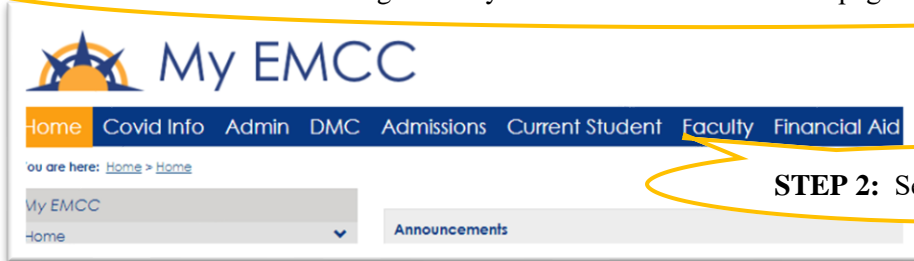 My EMCC
Home Covid Info Admin DMC Admissions Current Student Faculty Financial Aid
You are here: Home > Home
STEP 2:
My EMCC
Home
Announcements